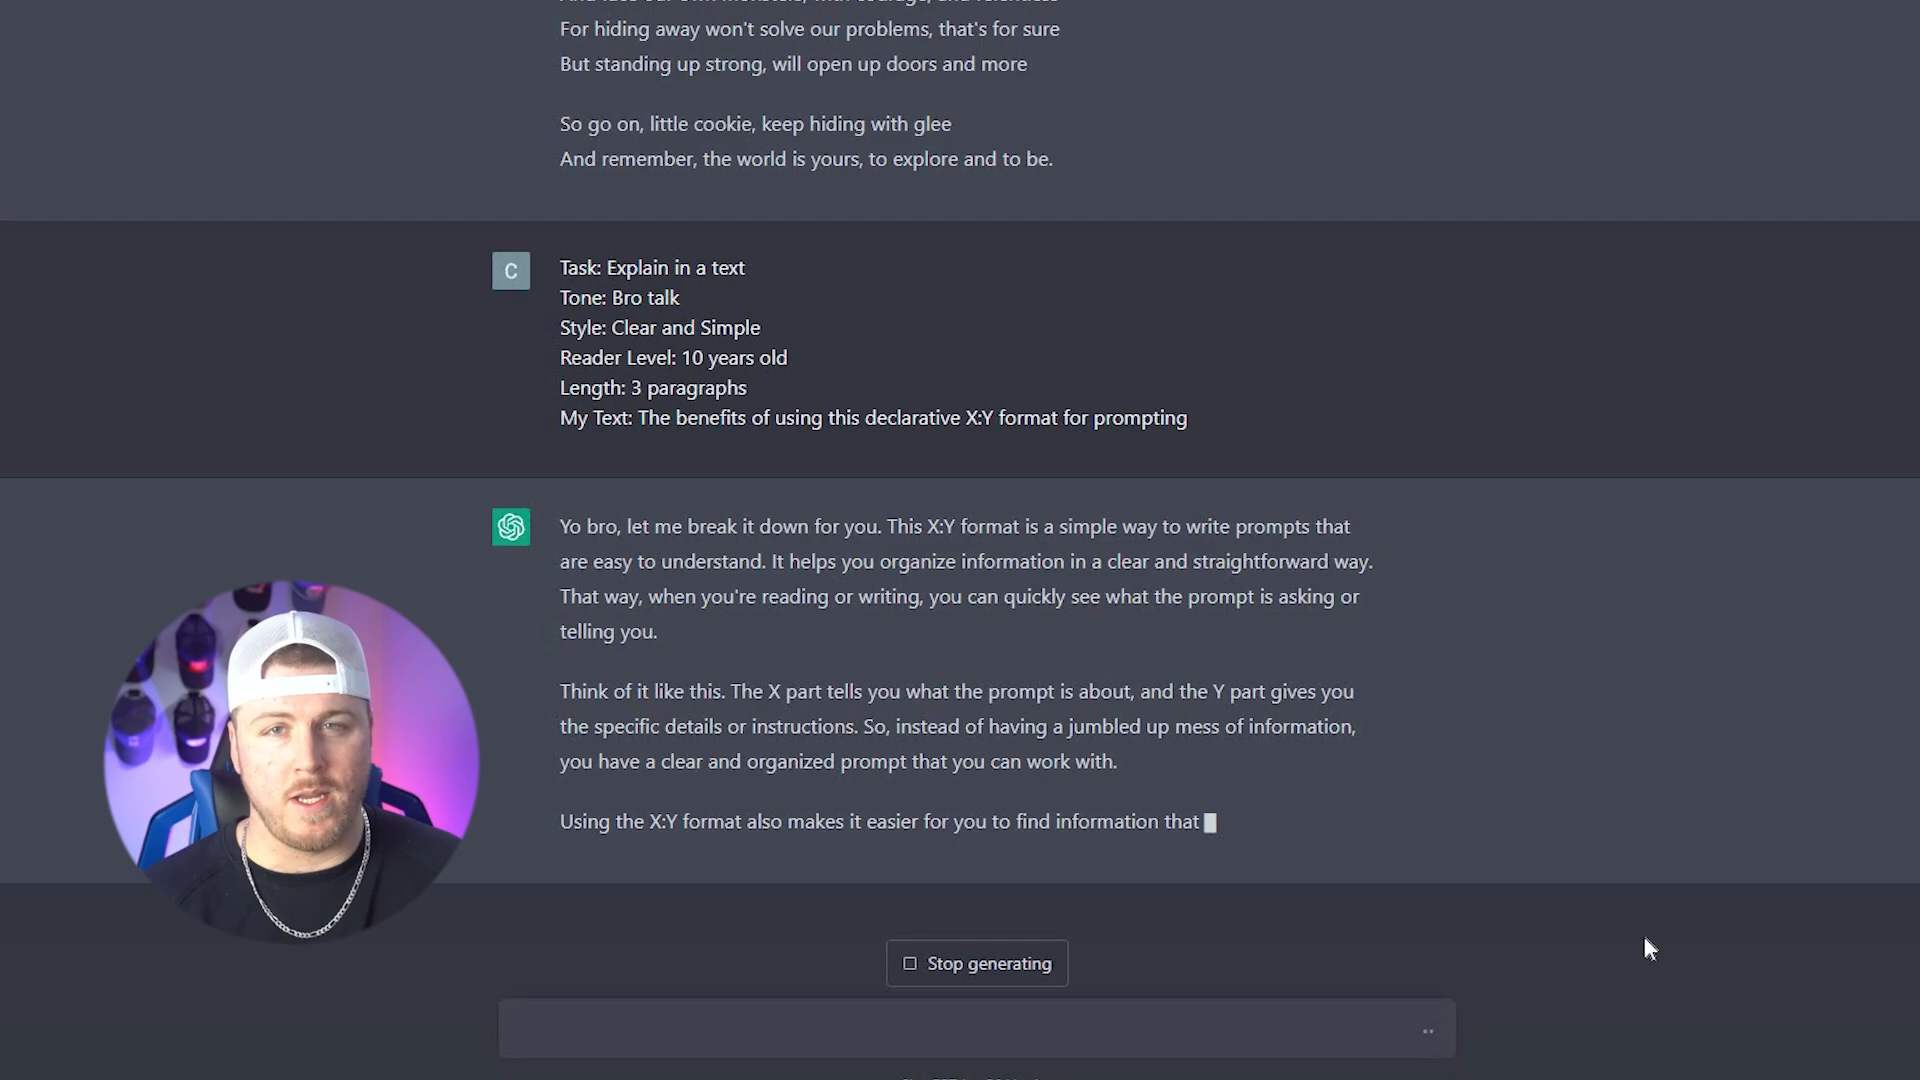 For hiding away won't solve our problems, that's for sure
But standing up strong, will open up doors and more
So go on, little cookie, keep hiding with glee
And remember, the world is yours, to explore and to be.
C
Task: Explain in a text
Tone: Bro talk
Style: Clear and Simple
Reader Level: 10 years old
Length: 3 paragraphs
My Text: The benefits of using this declarative X:Y format for prompting
Yo bro, let me break it down for you. This X:Y format is a simple way to write prompts that
are easy to understand. It helps you organize information in a clear and straightforward way.
That way, when you're reading or writing, you can quickly see what the prompt is asking or
telling you.
Think of it like this. The X part tells you what the prompt is about, and the Y part gives you
the specific details or instructions. So, instead of having a jumbled up mess of information,
you have a clear and organized prompt that you can work with.
Using the X:Y format also makes it easier for you to find information that
Stop generating